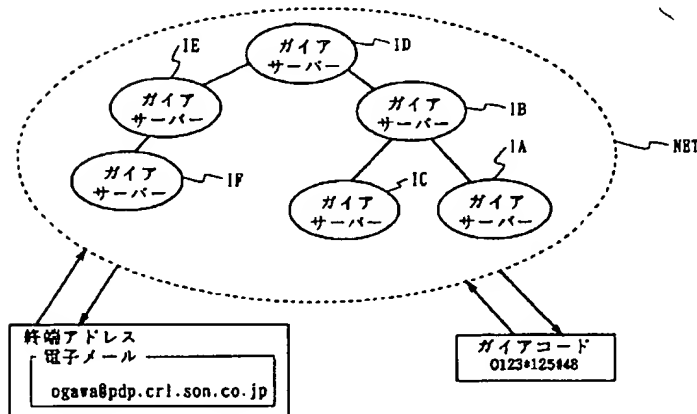 1E
ガイア
サーバー
1D
ガイア
サーバー
ガイア
サーバー
1B
NET
ガイア
サーバー
1F
ガイア
サーバー
1C
ガイア
サーバー
1A
終端アドレス
電子メール
ogawa@pdp.crl.son.co.jp
ガイアコード
0123#125#48